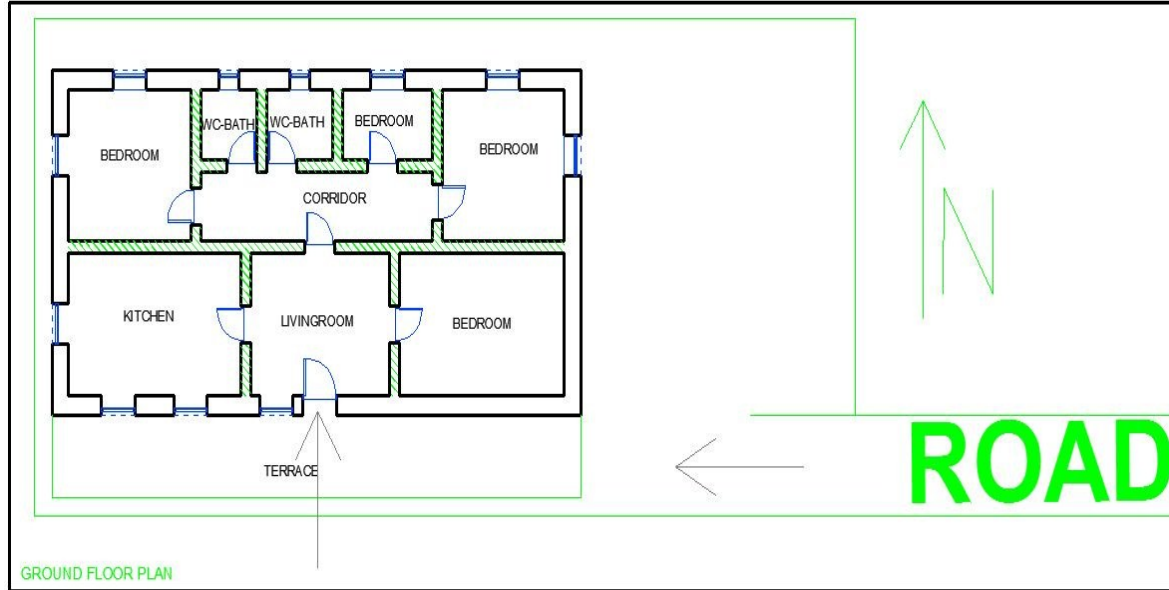 WC-BATH
WC-BATH
BEDROOM
BEDROOM
BEDROOM
CORRIDOR
KITCHEN
LIVINGROOM
BEDROOM
TERRACE
N
ROAD
GROUND FLOOR PLAN